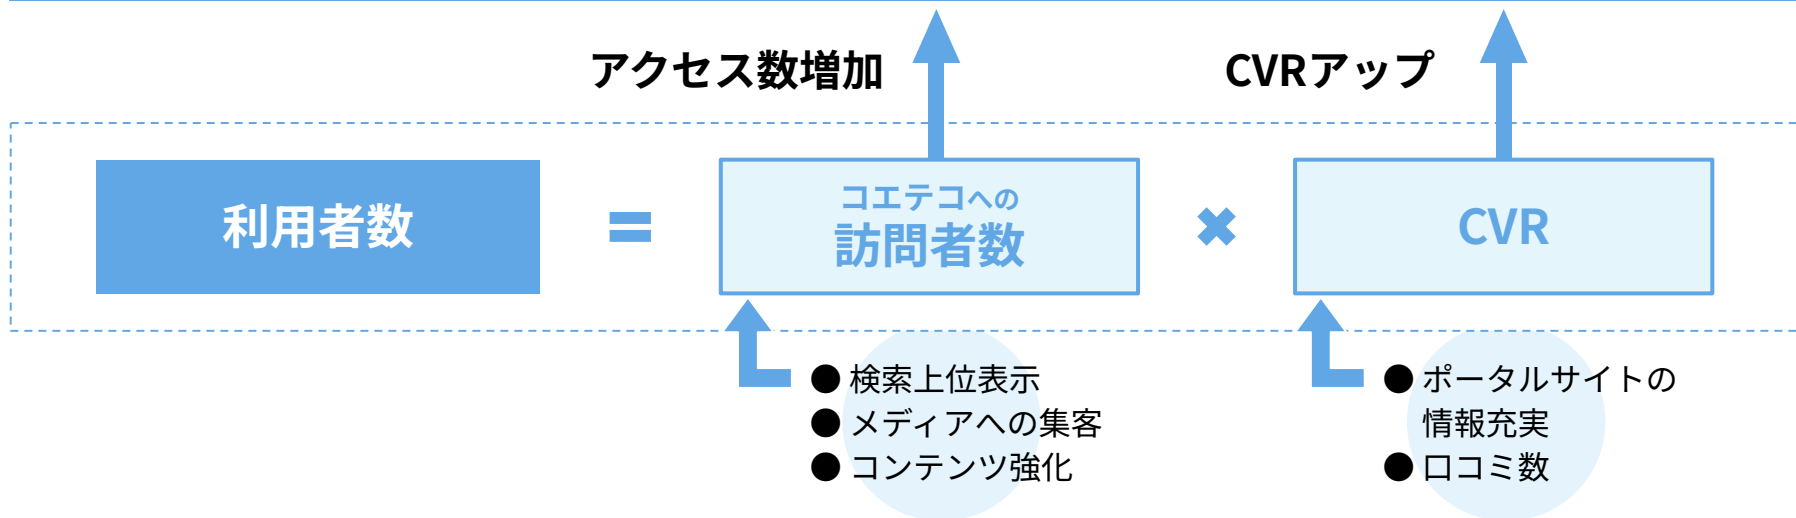 アクセス数増加
CVRアップ
利用者数
=
コエテコへの
訪問者数
×
CVR
● 検索上位表示
● メディアへの集客
● コンテンツ強化
● ポータルサイトの
情報充実
● 口コミ数